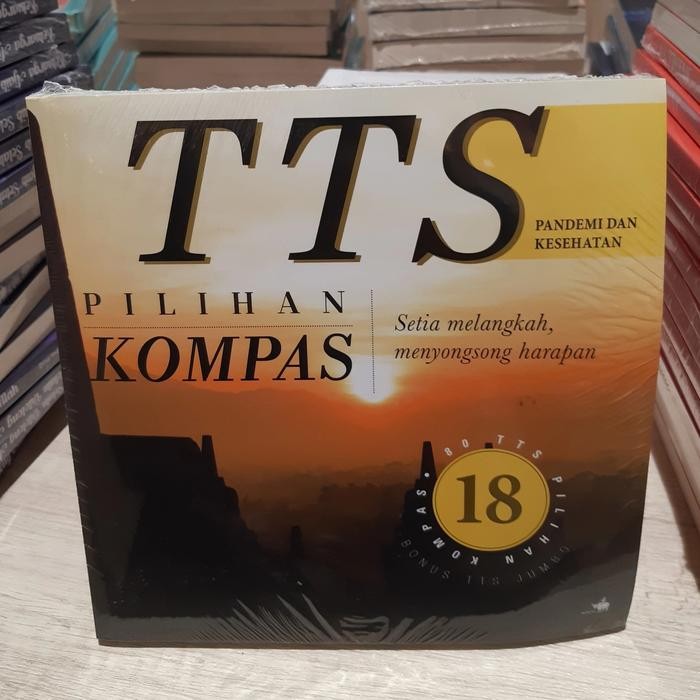 TTS
PANDEMI DAN
KESEHATAN
PILIHAN
KOMPAS
Setia melangkah,
menyongsong harapan
80 TTS PILIHAN KOMPAS
18
BONUS TTS JUMBO